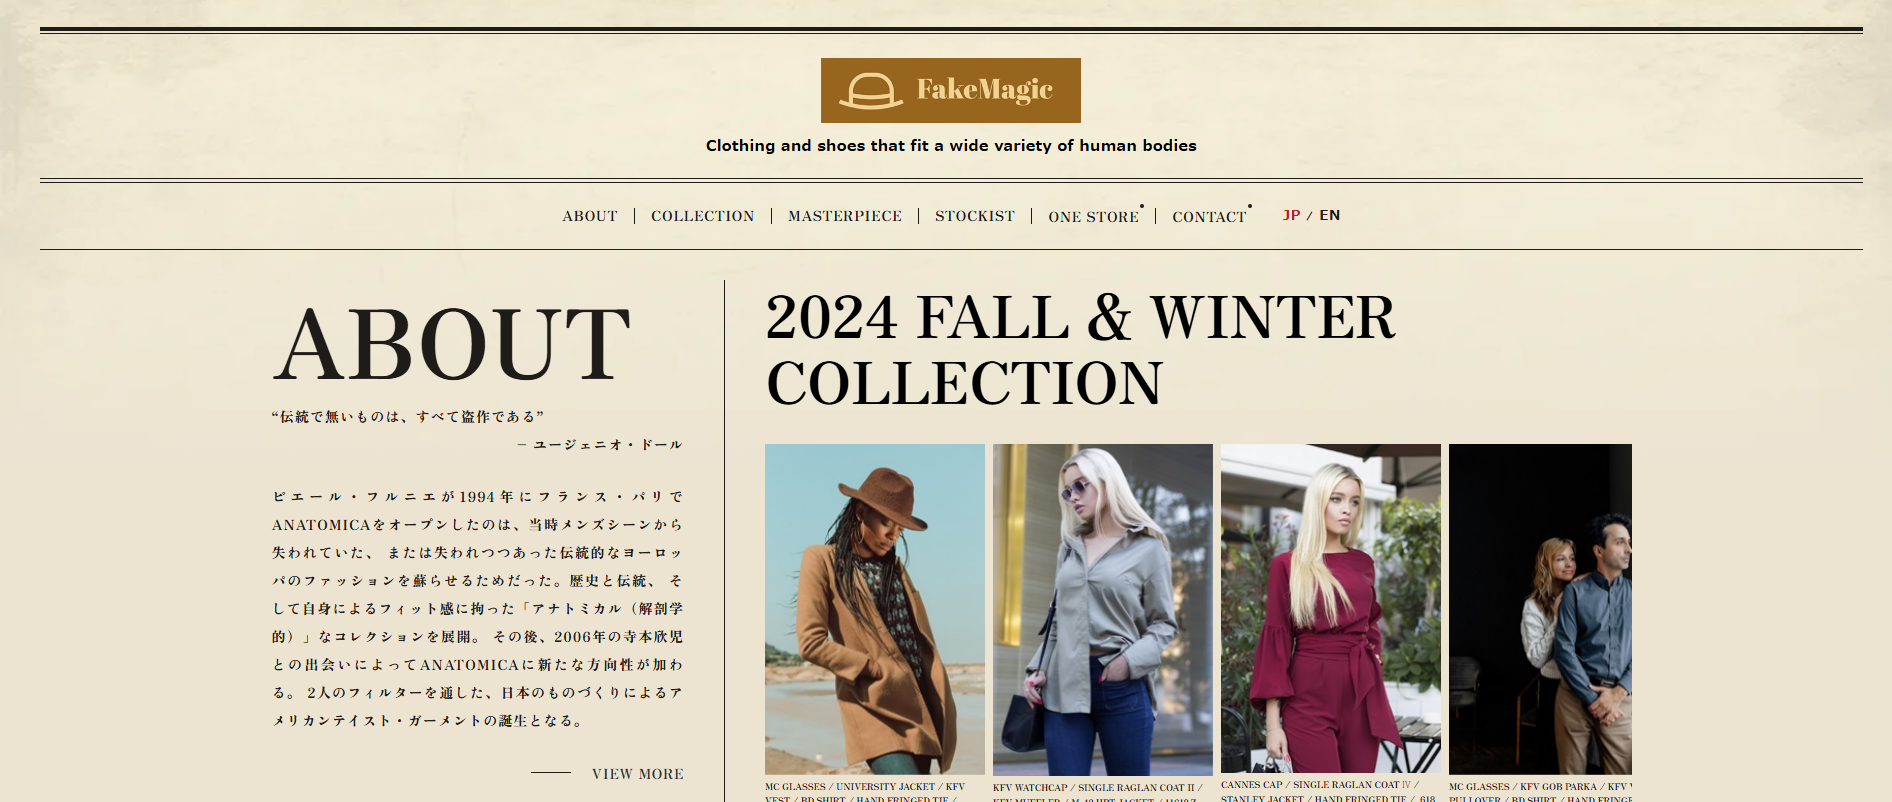 FakeMagic
Clothing and shoes that fit a wide variety of human bodies
ABOUT
COLLECTION
MASTERPIECE
STOCKIST
ONE STORE
CONTACT
JP / EN
ABOUT
“伝統で無いものは、すべて盗作である”
– ユージェニオ・ドール
ピエール・フルニエが1994年にフランス・パリで
ANATOMICAをオープンしたのは、当時メンズシーンから
失われていた、 または失われつつあった伝統的なヨーロッ
パのファッションを蘇らせるためだった。歴史と伝統、 そ
して自身によるフィット感に拘った「アナトミカル（解剖学
的）」なコレクションを展開。 その後、2006年の寺本欣児
との出会いによってANATOMICAに新たな方向性が加わ
る。 2人のフィルターを通した、日本のものづくりによるア
メリカンテイスト・ガーメントの誕生となる。
VIEW MORE
2024 FALL & WINTER
COLLECTION
MC GLASSES / UNIVERSITY JACKET / KFV
VEST / BD SHIRT / HAND FRINGED TIE /
KFV WATCHCAP / SINGLE RAGLAN COAT II /
KFV MUFFLER / M-43 HBT JACKET /
CANNES CAP / SINGLE RAGLAN COAT IV /
STANLEY JACKET / HAND FRINGED TIE / 618
MC GLASSES / KFV GOB PARKA / KFV
PULLOVER / BD SHIRT / HAND FRINGE